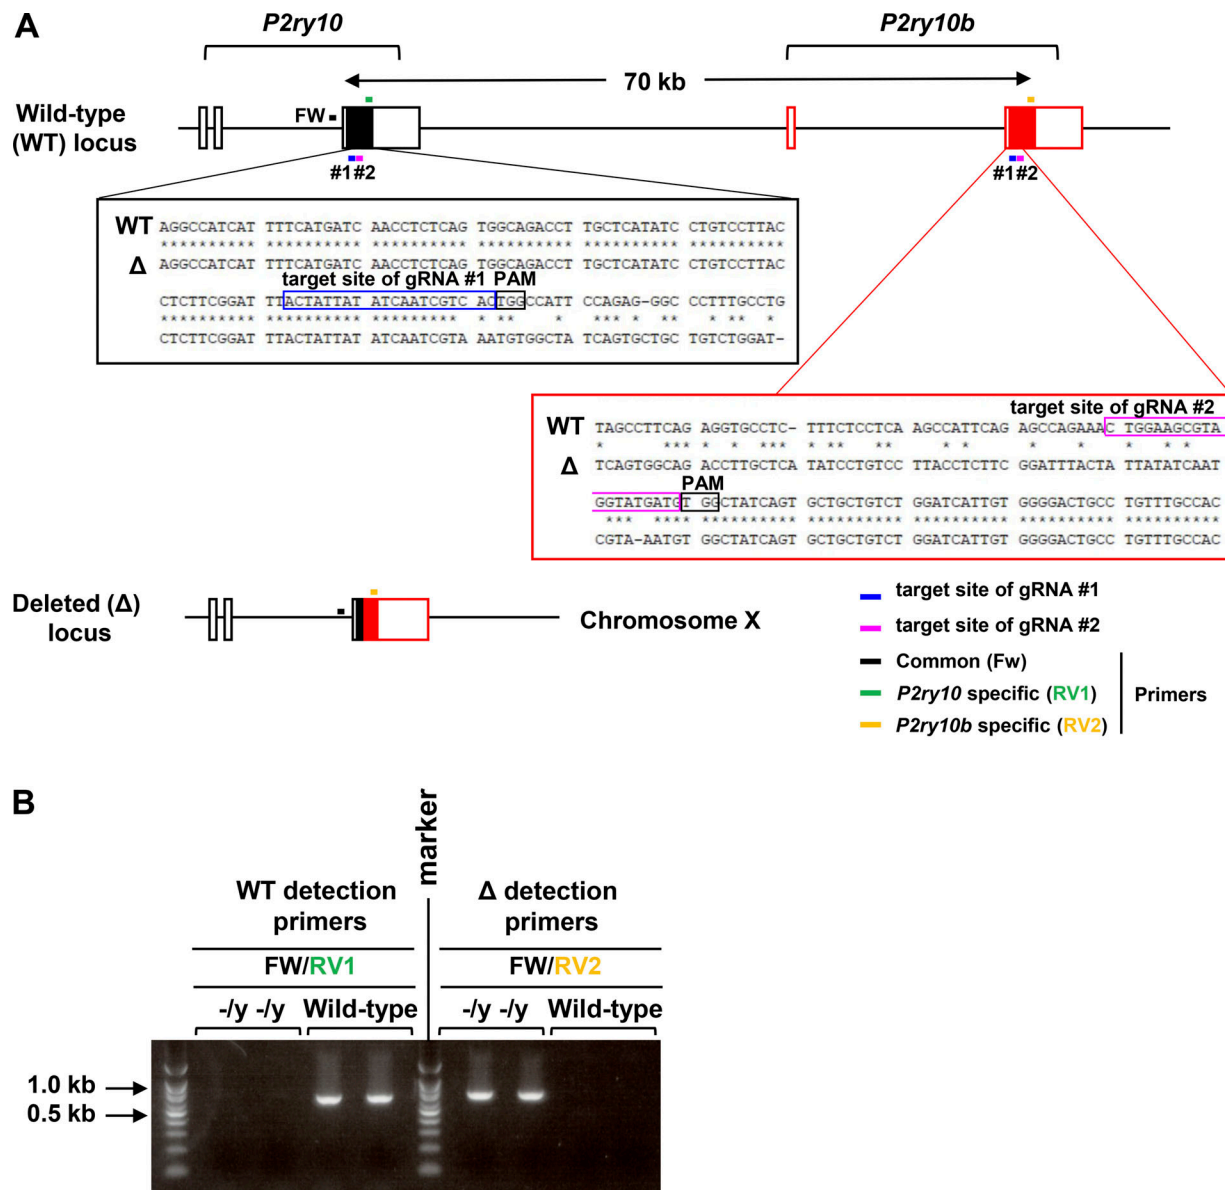 A
P2ry10
P2ry10b
70 kb
Wild-type
(WT) locus
FW
#1 #2
#1 #2
WT AGGCCATCAT TTTCATGATC AACCTCTCAG TGGCAGACCT TGCTCATATC CTGTCCTTAC
********** ********** ********** ********** ********** **********
Δ AGGCCATCAT TTTCATGATC AACCTCTCAG TGGCAGACCT TGCTCATATC CTGTCCTTAC
target site of gRNA #1 PAM
CTCTTCGGAT TTACTATTAT ATCAATCGTC ACTGGCCATT CCAGAG-GGC CCTTTGCCTG
********** ********** ********* * ** * *** * ** ** *
CTCTTCGGAT TTACTATTAT ATCAATCGTA AATGTGGCTA TCAGTGCTGC TGTCTGGAT-
target site of gRNA #2
WT TAGCCTTCAG AGGTGCCTC- TTTCTCCTCA AGCCATTCAG AGCCAGAAAC TGGAAGCGTA
* *** * * *** ** * * * * * * *
Δ TCAGTGGCAG ACCTTGCTCA TATCCTGTCC TTACCTCTTC GGATTTACTA TTATATCAAT
PAM
GGTATGATGT GGCTATCAGT GCTGCTGTCT GGATCATTGT GGGGACTGCC TGTTTGCCAC
*** **** ********** ********** ********** ********** **********
CGTA-AATGT GGCTATCAGT GCTGCTGTCT GGATCATTGT GGGGACTGCC TGTTTGCCAC
Deleted (Δ)
locus
Chromosome X
target site of gRNA #1
target site of gRNA #2
Common (Fw)
P2ry10 specific (RV1)
P2ry10b specific (RV2)
Primers
B
marker
WT detection
primers
Δ detection
primers
FW/RV1
FW/RV2
-/y -/y Wild-type
-/y -/y Wild-type
1.0 kb
0.5 kb